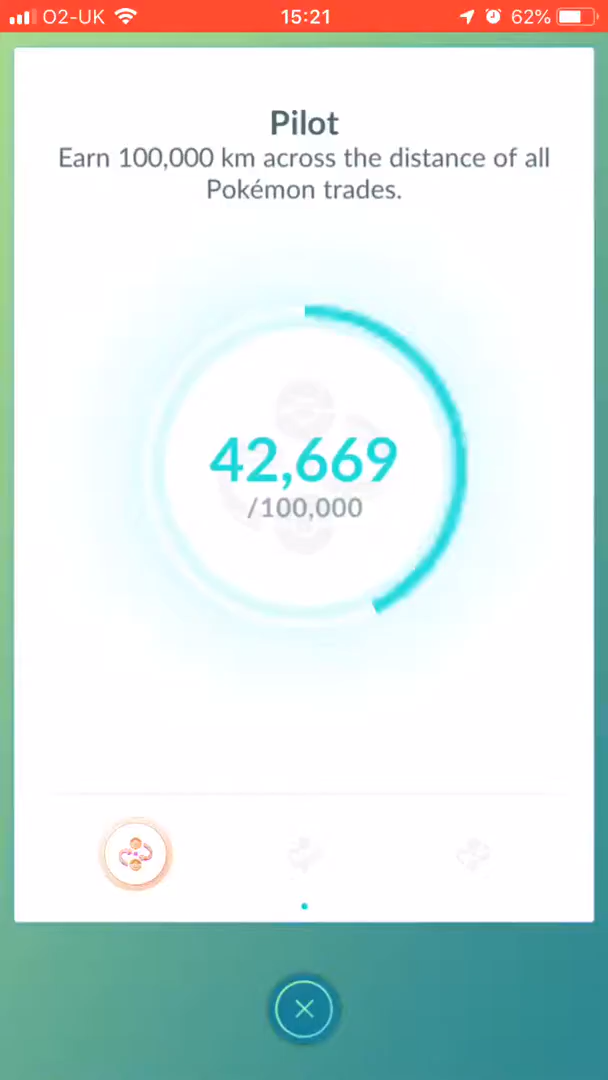 O2-UK 15:21 62%
Pilot
Earn 100,000 km across the distance of all
Pokémon trades.
42,669
/100,000